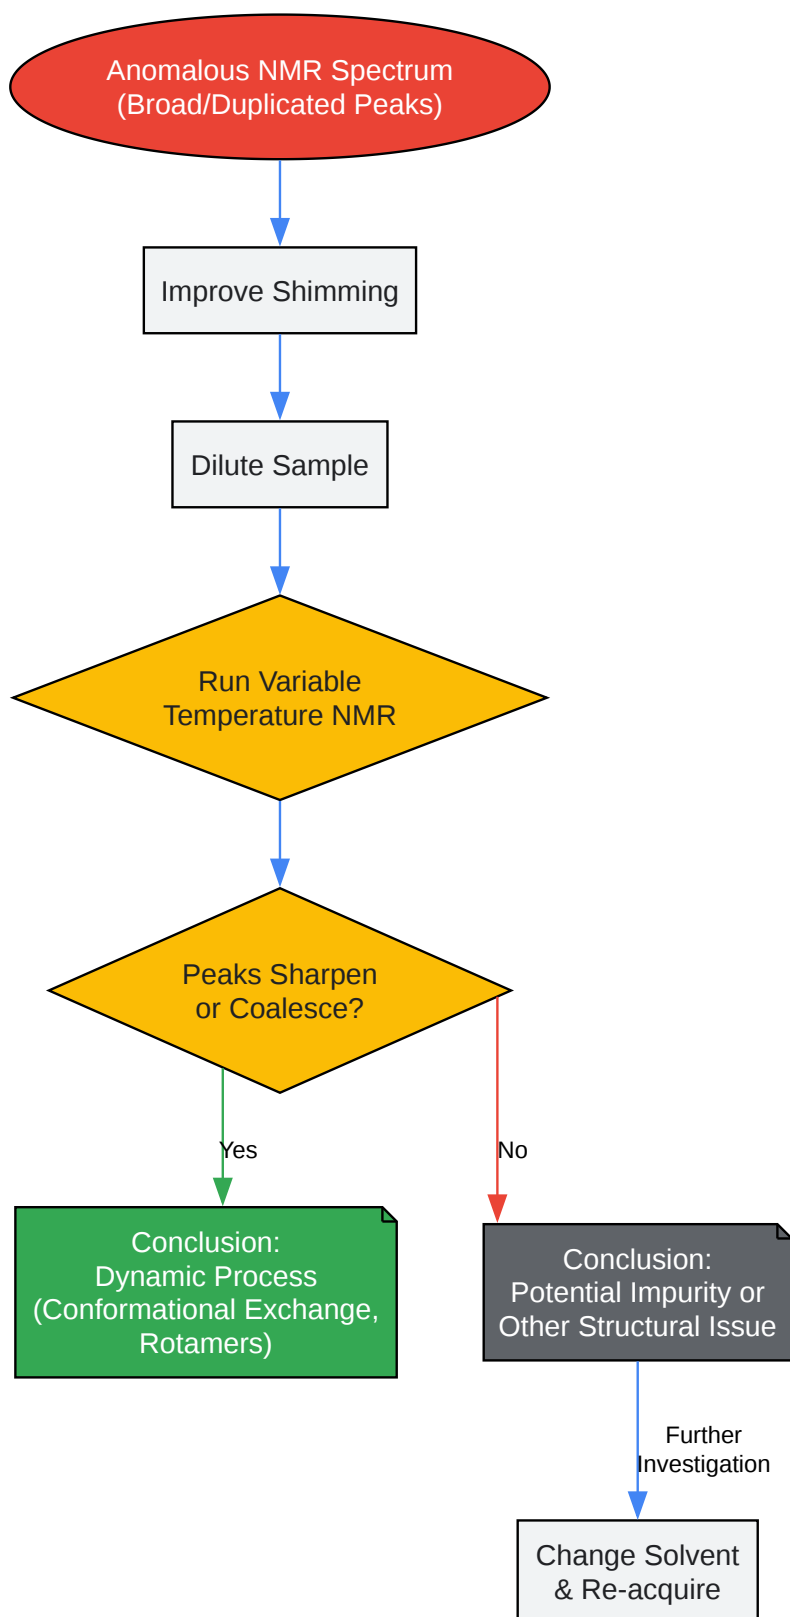 Anomalous NMR Spectrum
(Broad/Duplicated Peaks)
Improve Shimming
Dilute Sample
Run Variable
Temperature NMR
Peaks Sharpen
or Coalesce?
Yes
No
Conclusion:
Dynamic Process
(Conformational Exchange,
Rotamers)
Conclusion:
Potential Impurity or
Other Structural Issue
Further
Investigation
Change Solvent
& Re-acquire